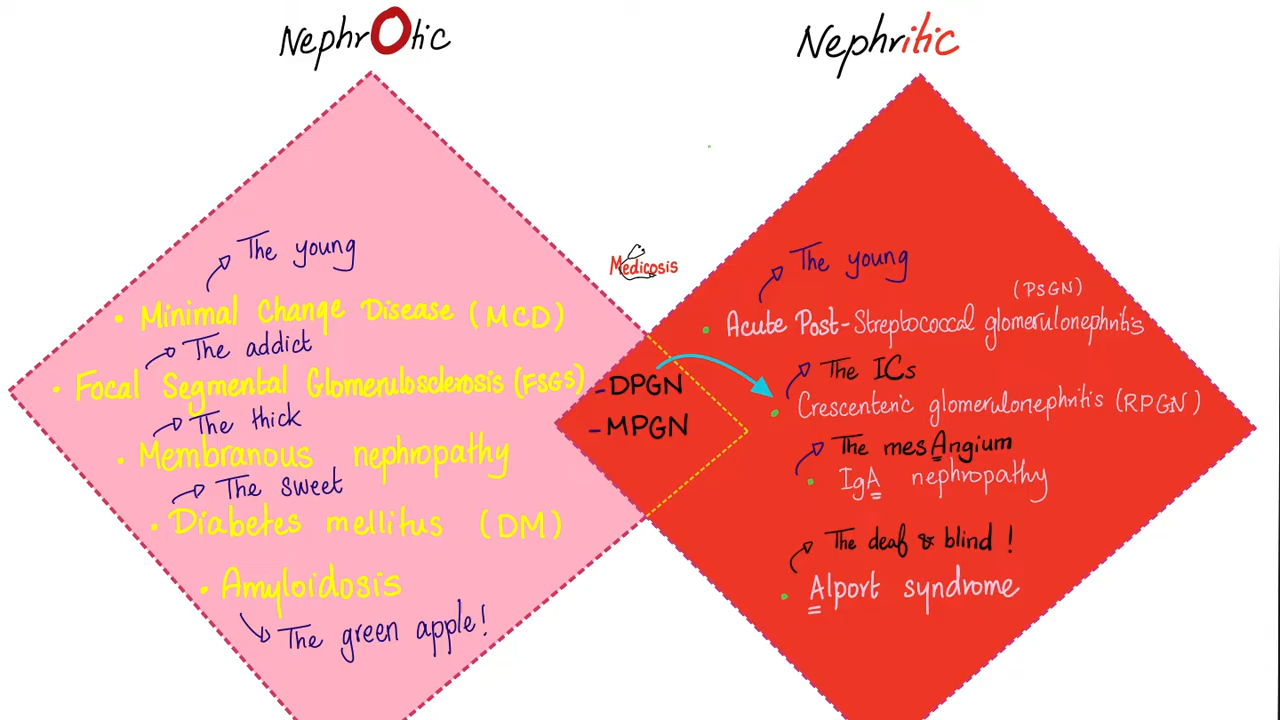 NephrOtic
The young
• Minimal Change Disease (MCD)
The addict
• Focal Segmental Glomerulosclerosis (FSGS)
The thick
• Membranous nephropathy
The sweet
• Diabetes mellitus (DM)
• Amyloidosis
The green apple!
Medicosis
- DPGN
- MPGN
Nephritic
The young
(PSGN)
• Acute Post-Streptococcal glomerulonephritis
The ICs
• Crescenteric glomerulonephritis (RPGN)
The mesAngium
• IgA nephropathy
The deaf & blind !
• Alport syndrome